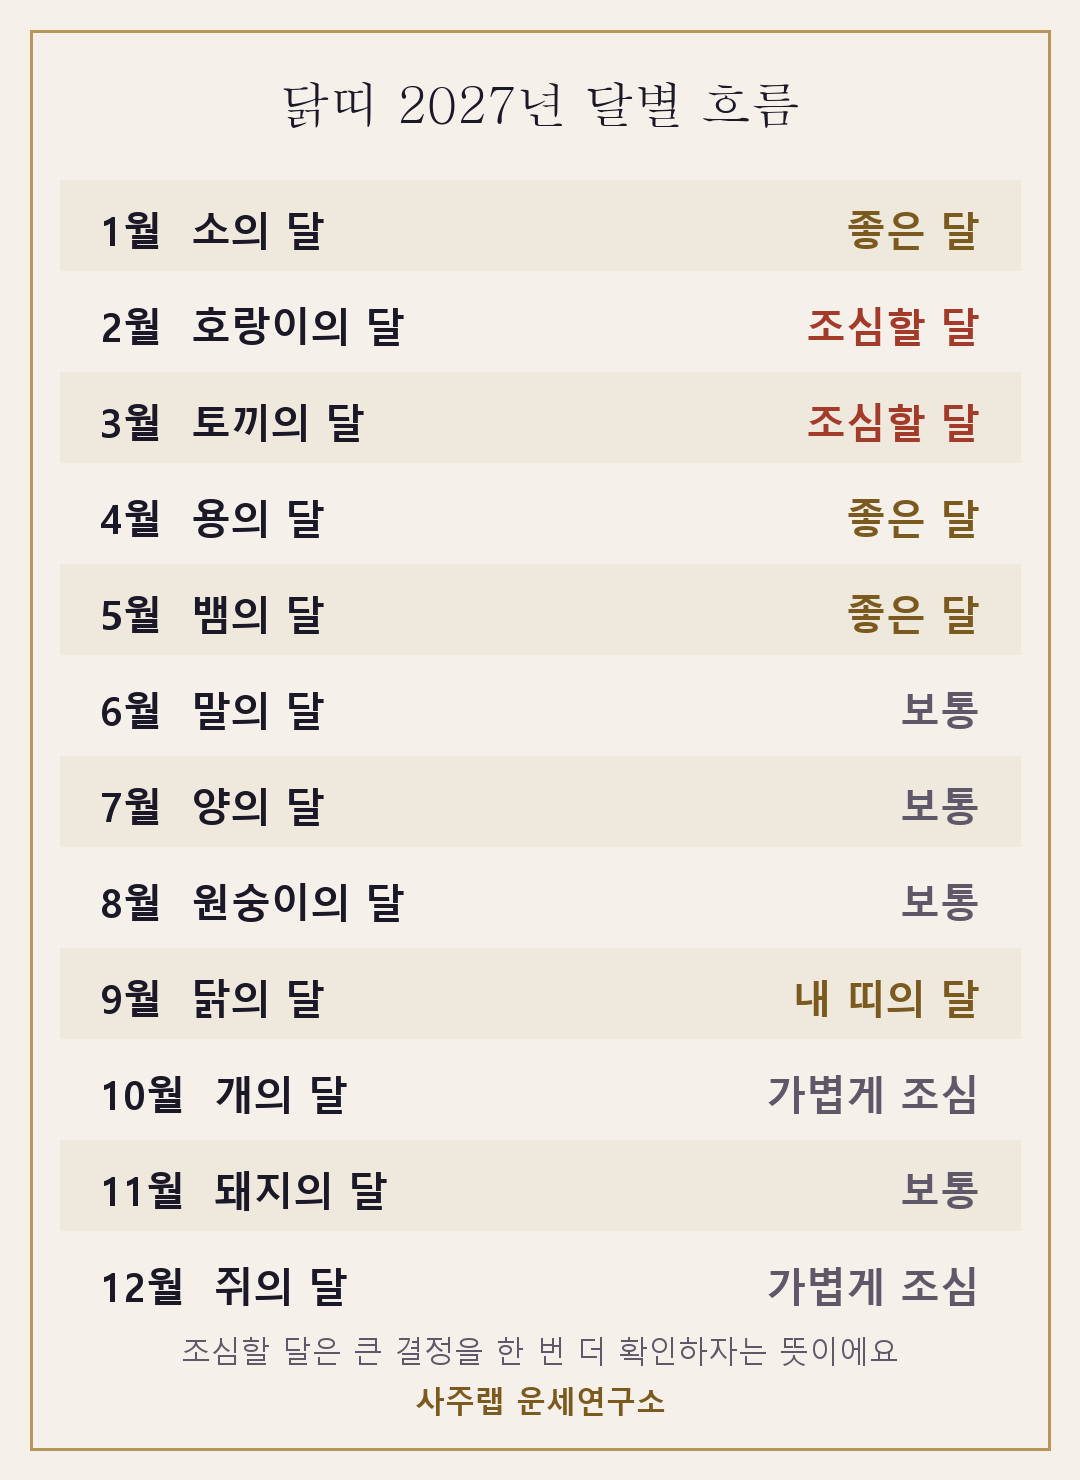 닭띠 2027년 달별 흐름
1월 소의 달 좋은 달
2월 호랑이의 달 조심할 달
3월 토끼의 달 조심할 달
4월 용의 달 좋은 달
5월 뱀의 달 좋은 달
6월 말의 달 보통
7월 양의 달 보통
8월 원숭이의 달 보통
9월 닭의 달 내 띠의 달
10월 개의 달 가볍게 조심
11월 돼지의 달 보통
12월 쥐의 달 가볍게 조심
조심할 달은 큰 결정을 한 번 더 확인하자는 뜻이에요
사주랩 운세연구소